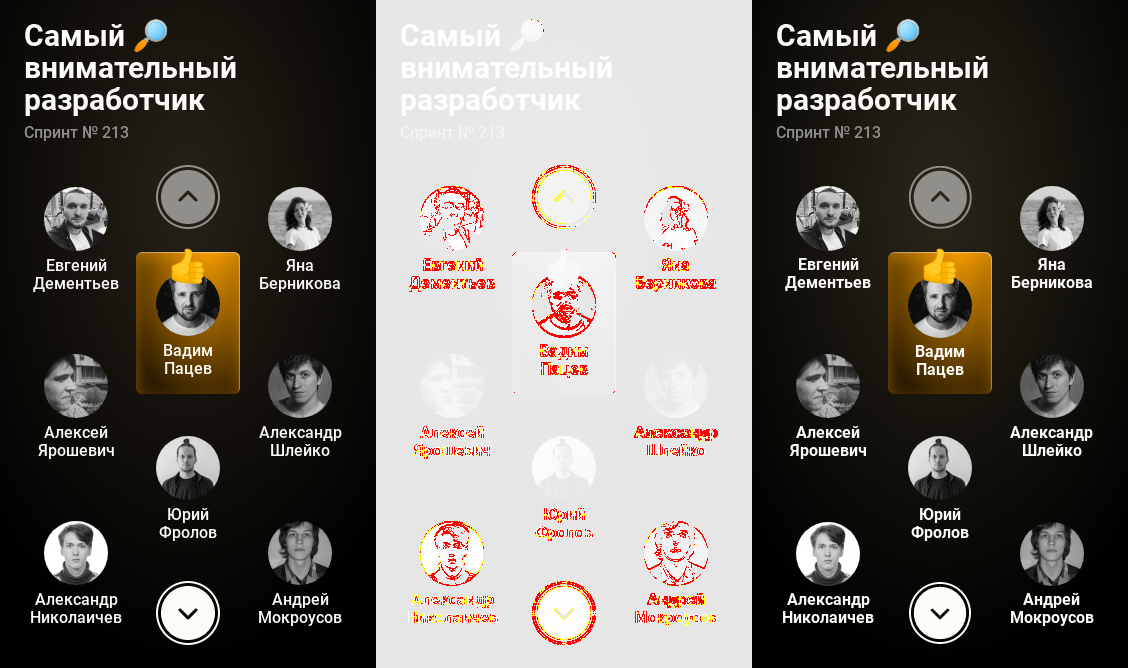 Самый 🔎
внимательный
разработчик
Спринт № 213
Евгений
Дементьев
Яна
Берникова
Вадим
Пацев
Алексей
Ярошевич
Александр
Шлейко
Юрий
Фролов
Александр
Николаичев
Андрей
Мокроусов
Самый 🔎
внимательный
разработчик
Спринт № 213
Евгений
Дементьев
Яна
Берникова
Вадим
Пацев
Алексей
Ярошевич
Александр
Шлейко
Юрий
Фролов
Александр
Николаичев
Андрей
Мокроусов
Самый 🔎
внимательный
разработчик
Спринт № 213
Евгений
Дементьев
Яна
Берникова
Вадим
Пацев
Алексей
Ярошевич
Александр
Шлейко
Юрий
Фролов
Александр
Николаичев
Андрей
Мокроусов